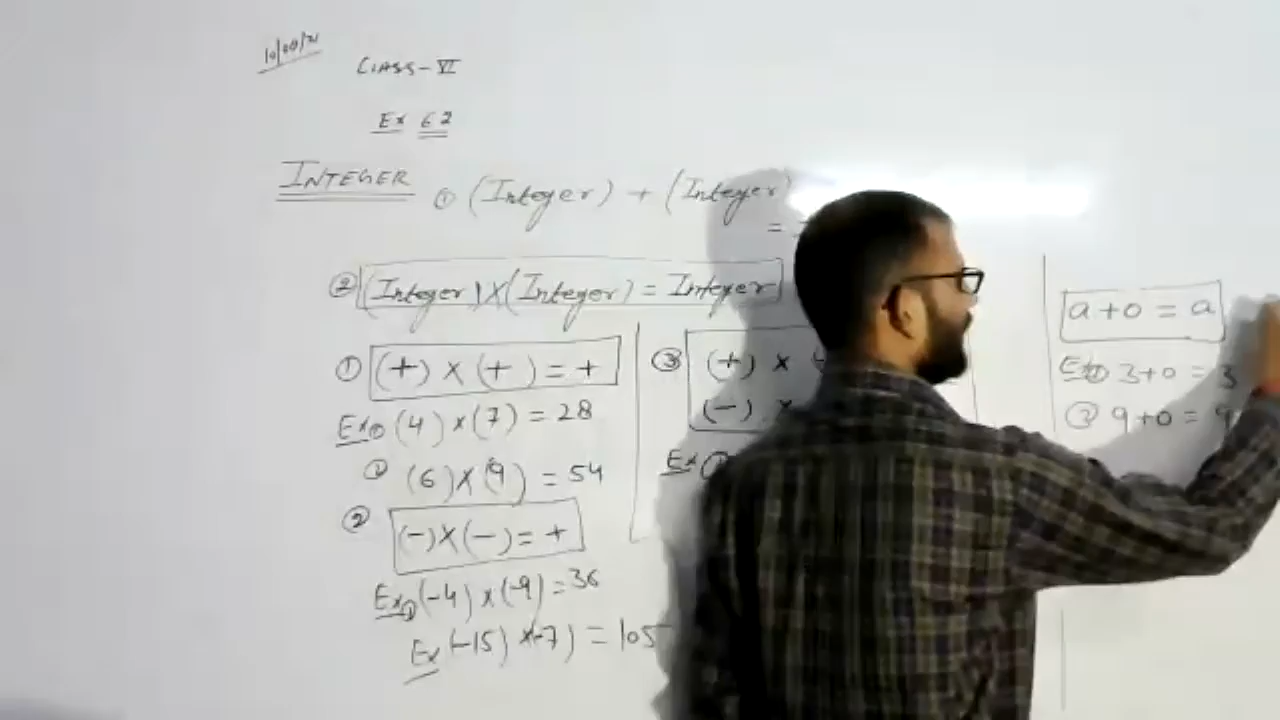 10/08/21
CLASS-VI
Ex 6 2
INTEGER
① (Integer) + (Integer)
=
② (Integer) X (Integer) = Integer
① (+) X (+) = +
Ex① (4) x (7) = 28
② (6) X (9) = 54
② (-) X (-) = +
Ex① (-4) x (-9) = 36
Ex (-15) x -7) = 105
③ (+) x
(-) x
Ex ①
a + 0 = a
Ex① 3+0 = 3
② 9+0 = 9